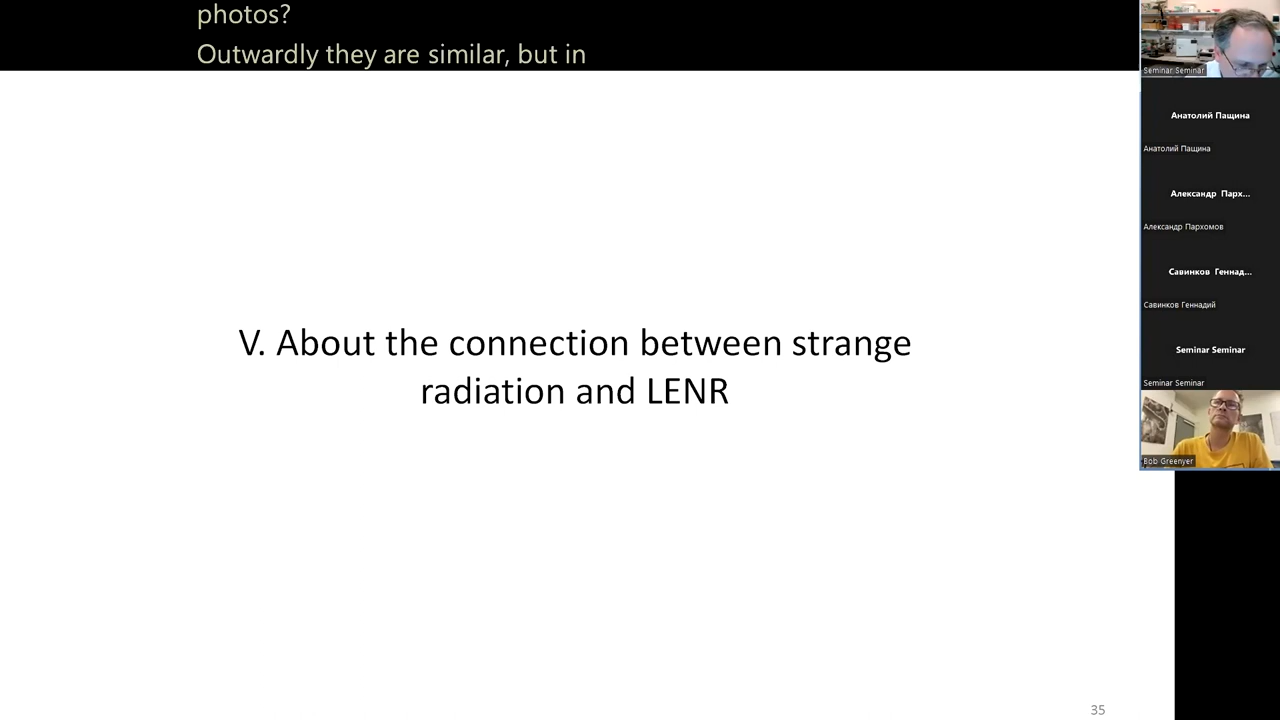 photos?
Outwardly they are similar, but in
V. About the connection between strange
radiation and LENR
35
Seminar Seminar
Анатолий Пащина
Анатолий Пащина
Александр Парх...
Александр Пархомов
Савинков Геннад...
Савинков Геннадий
Seminar Seminar
Seminar Seminar
Bob Greenyer